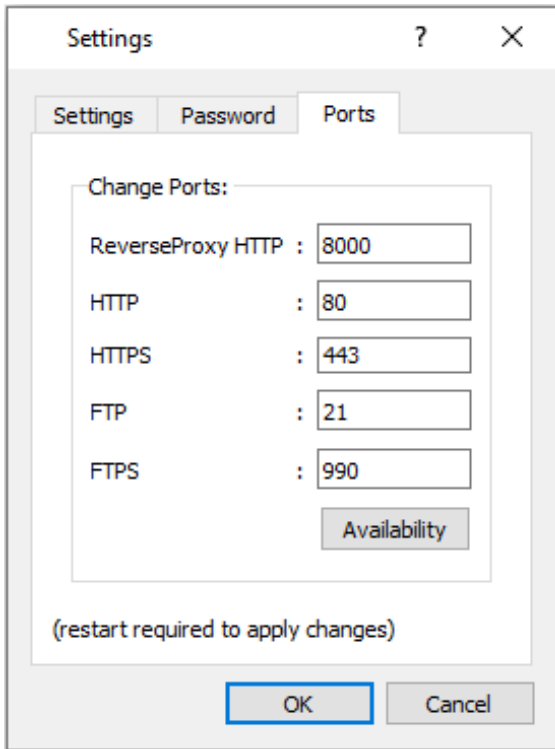 Settings ?
Settings Password Ports
Change Ports:
ReverseProxy HTTP : 8000
HTTP : 80
HTTPS : 443
FTP : 21
FTPS : 990
Availability
(restart required to apply changes)
OK Cancel